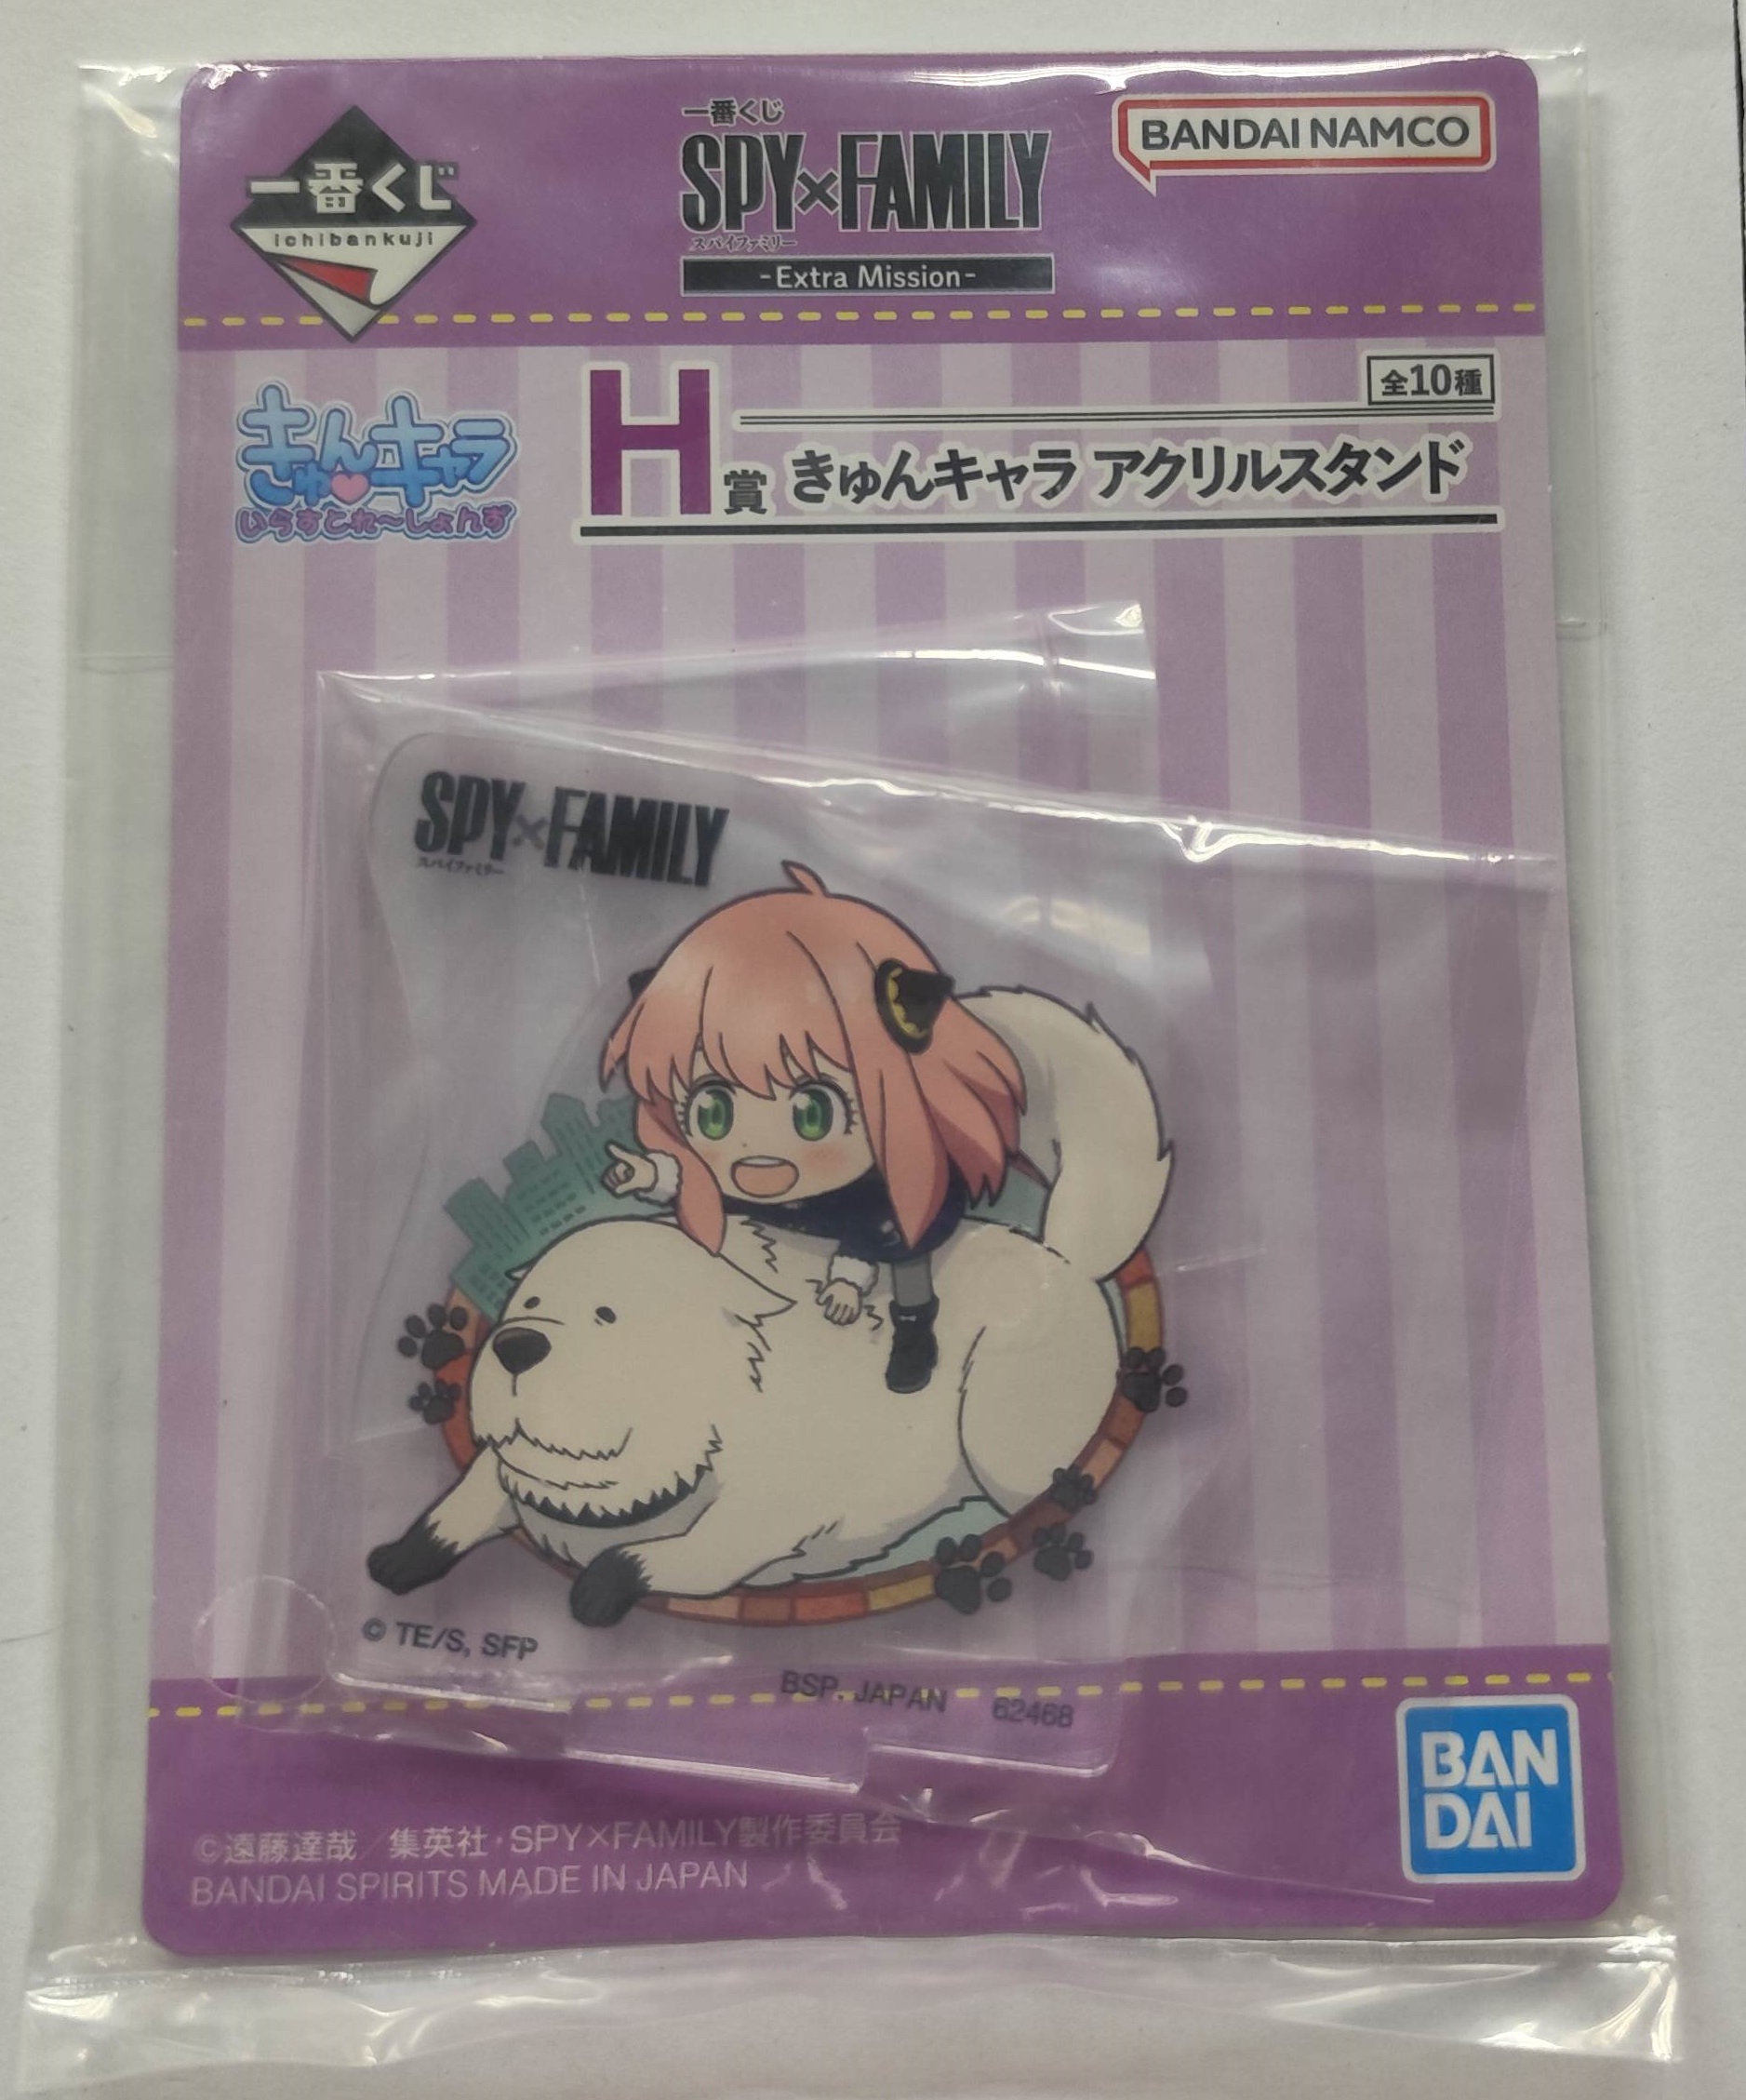 一番くじ
ichibankuji
一番くじ
SPY×FAMILY
スパイファミリー
-Extra Mission-
BANDAI NAMCO
きゅんキャラ
いらすとれ〜しょんず
全10種
H賞 きゅんキャラ アクリルスタンド
SPY×FAMILY
スパイファミリー
© TE/S, SFP
BSP. JAPAN 62468
©遠藤達哉／集英社・SPY×FAMILY製作委員会
BANDAI SPIRITS MADE IN JAPAN
BAN
DAI